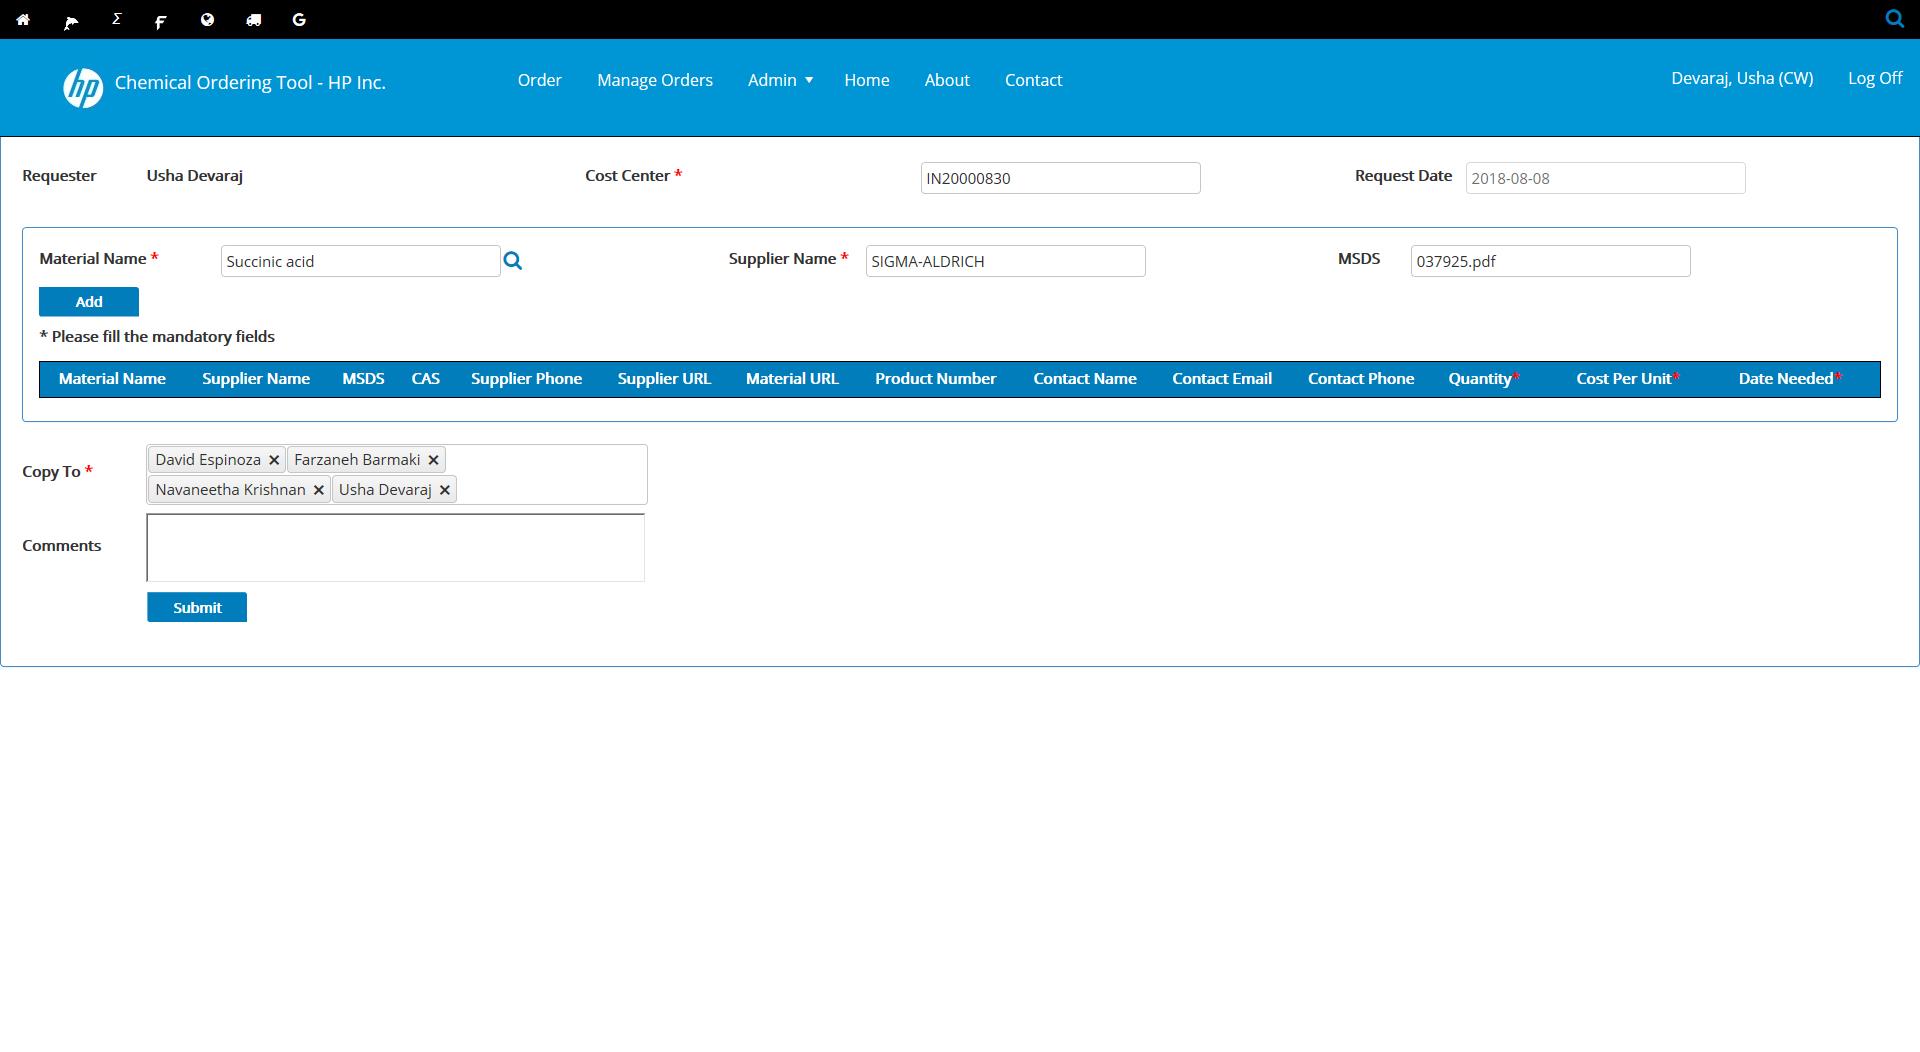 Σ F G
hp Chemical Ordering Tool - HP Inc. Order Manage Orders Admin Home About Contact Devaraj, Usha (CW) Log Off
Requester Usha Devaraj Cost Center * IN20000830 Request Date 2018-08-08
Material Name * Succinic acid Supplier Name * SIGMA-ALDRICH MSDS 037925.pdf
Add
* Please fill the mandatory fields
Material Name Supplier Name MSDS CAS Supplier Phone Supplier URL Material URL Product Number Contact Name Contact Email Contact Phone Quantity* Cost Per Unit* Date Needed*
Copy To * David Espinoza × Farzaneh Barmaki ×
Navaneetha Krishnan × Usha Devaraj ×
Comments
Submit